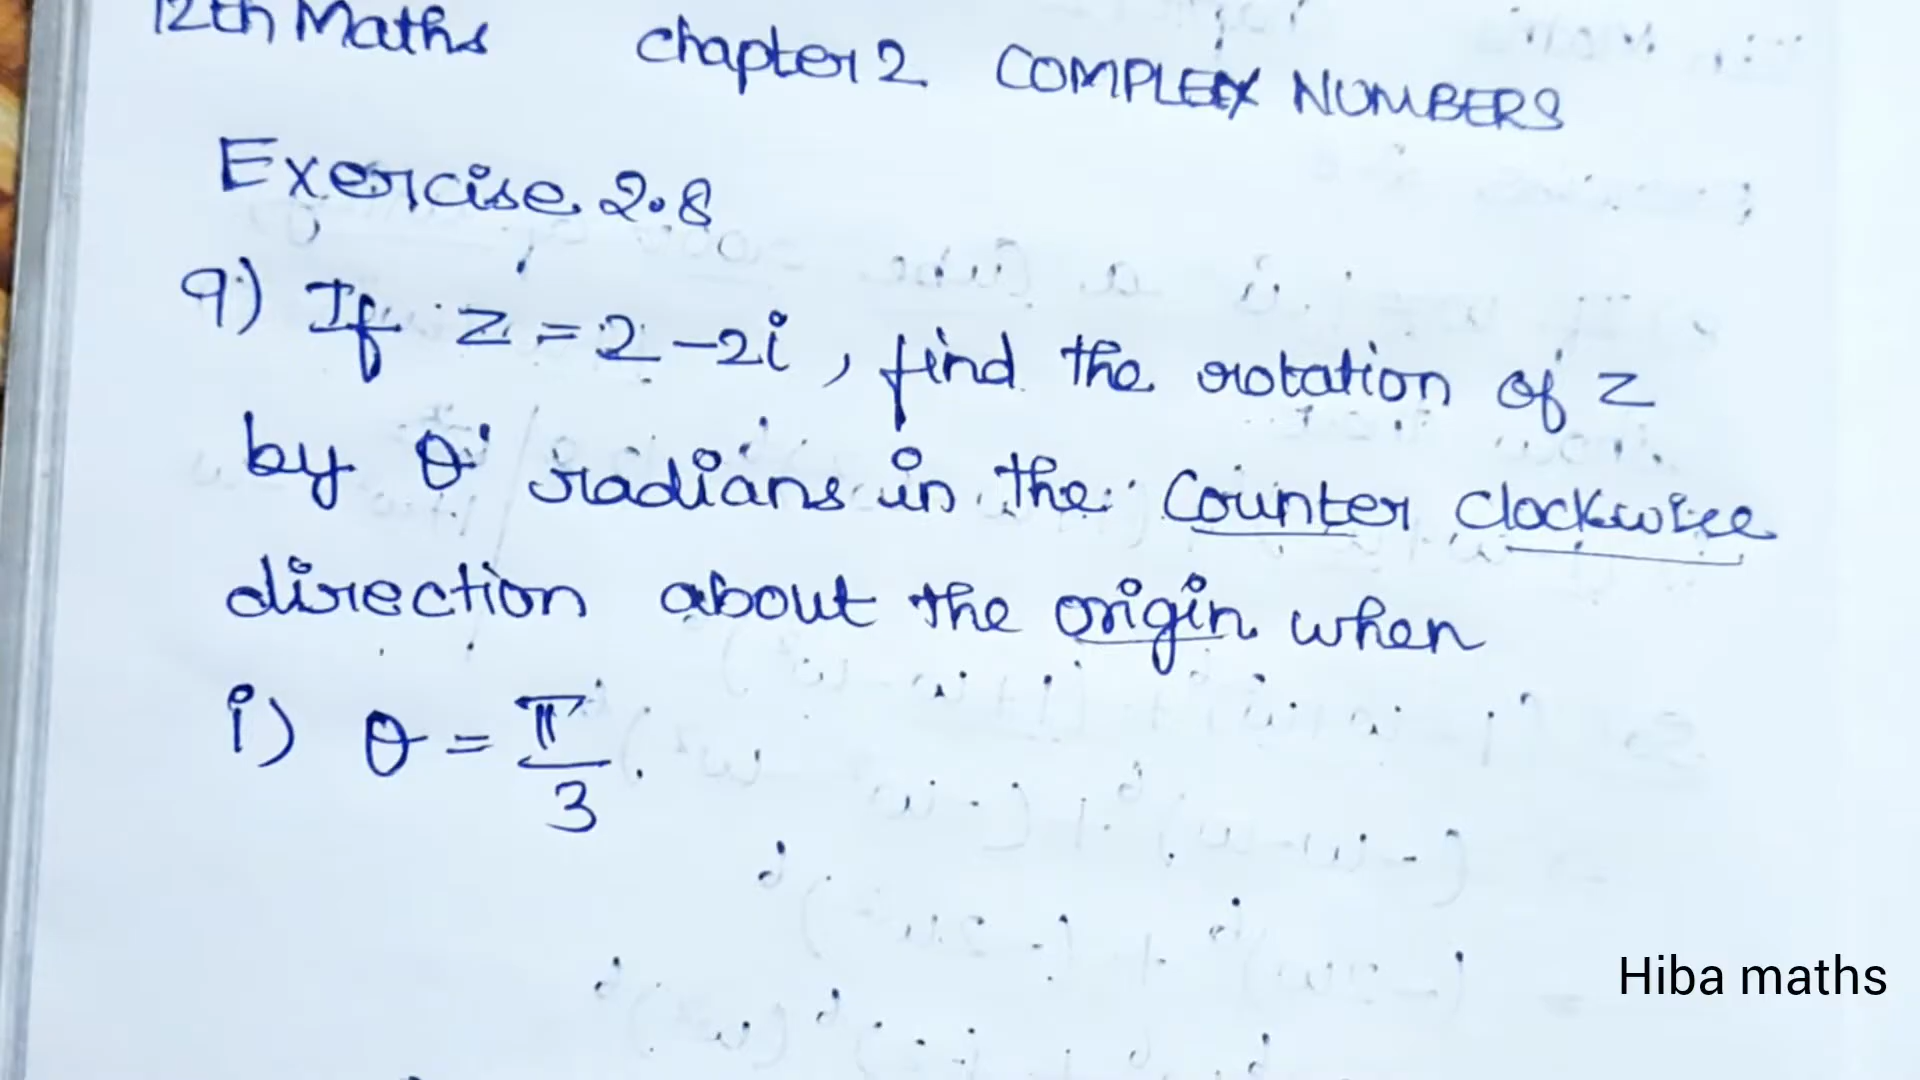 12th Maths chapter 2 COMPLEX NUMBERS
Exercise 2.8
9) If z = 2 - 2i, find the rotation of z
by θ radians in the Counter clockwise
direction about the origin when
i) θ = π/3.
Hiba maths